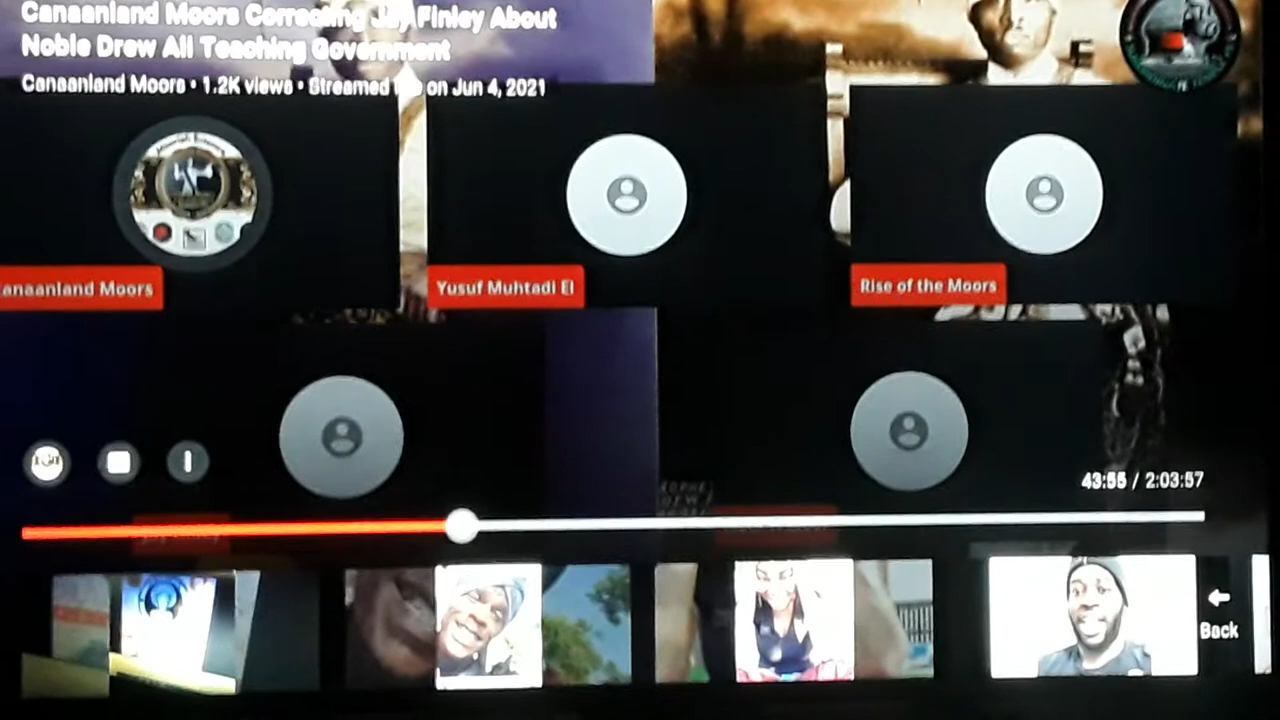 Canaanland Moors Correcting Jay Finley About
Noble Drew Ali Teaching Government
Canaanland Moors • 1.2K views • Streamed on Jun 4, 2021
anaanland Moors
Yusuf Muhtadi El
Rise of the Moors
43:55 / 2:03:57
Back